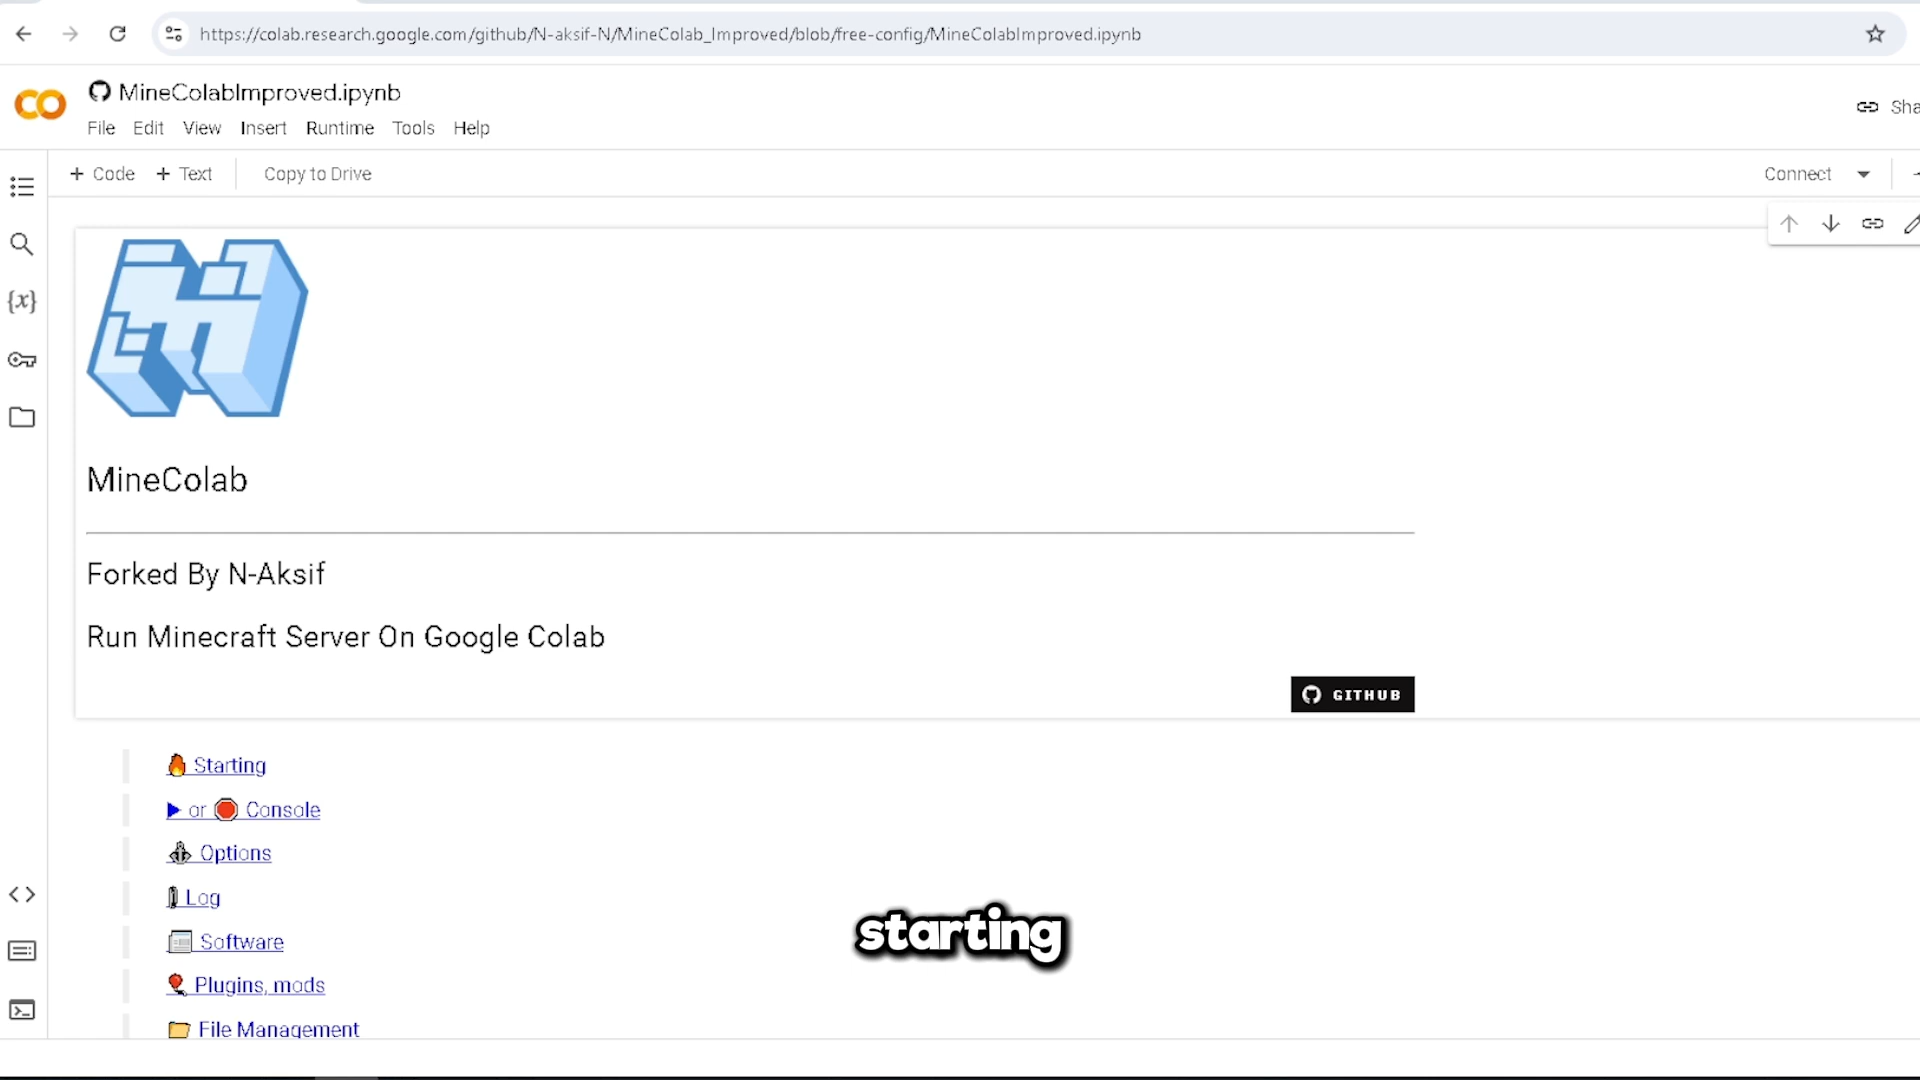 https://colab.research.google.com/github/N-aksif-N/MineColab_Improved/blob/free-config/MineColabImproved.ipynb
MineColabImproved.ipynb
File Edit View Insert Runtime Tools Help
Sha
+ Code + Text Copy to Drive
Connect
{x}
MineColab
Forked By N-Aksif
Run Minecraft Server On Google Colab
GITHUB
Starting
or Console
Options
Log
Software
Plugins, mods
File Management
starting